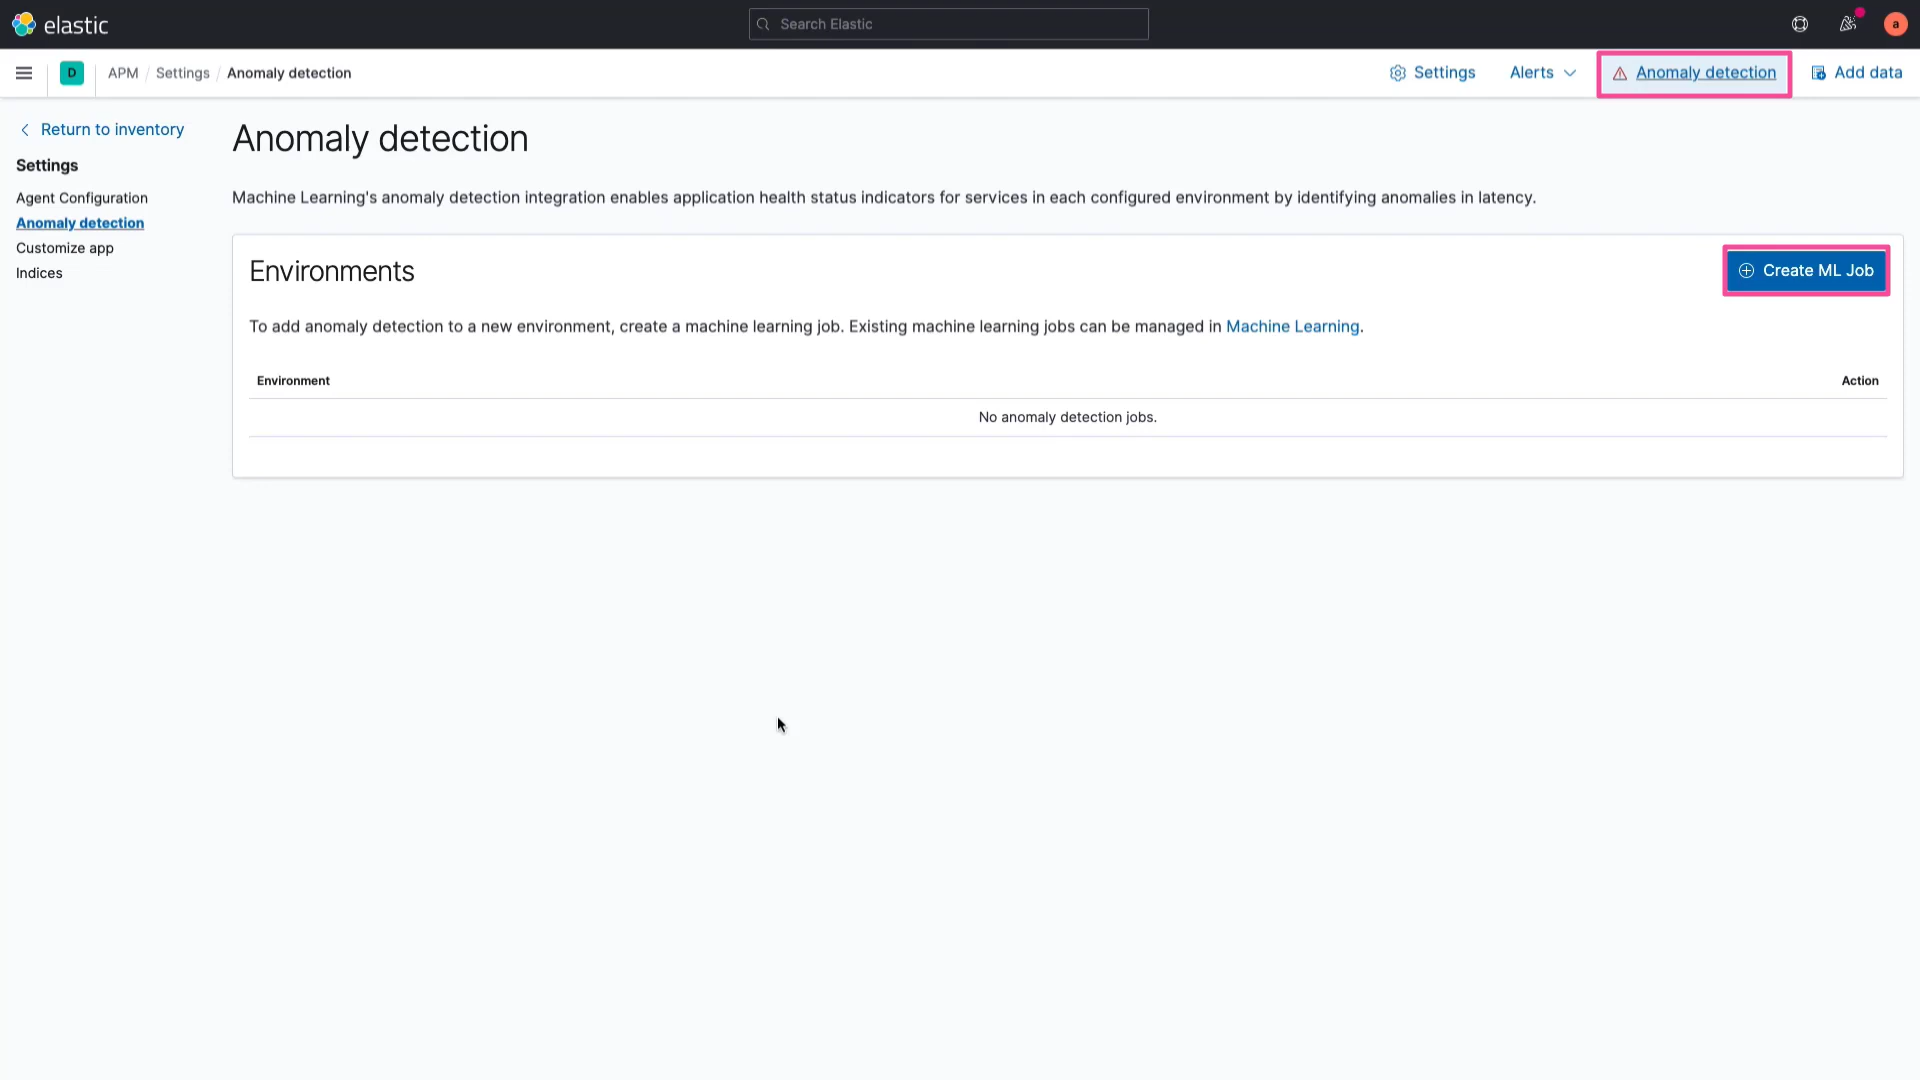 elastic
Search Elastic
a
D
APM / Settings / Anomaly detection
Settings
Alerts
Anomaly detection
Add data
Return to inventory
Settings
Agent Configuration
Anomaly detection
Customize app
Indices
Anomaly detection
Machine Learning's anomaly detection integration enables application health status indicators for services in each configured environment by identifying anomalies in latency.
Environments
Create ML Job
To add anomaly detection to a new environment, create a machine learning job. Existing machine learning jobs can be managed in Machine Learning.
Environment
Action
No anomaly detection jobs.